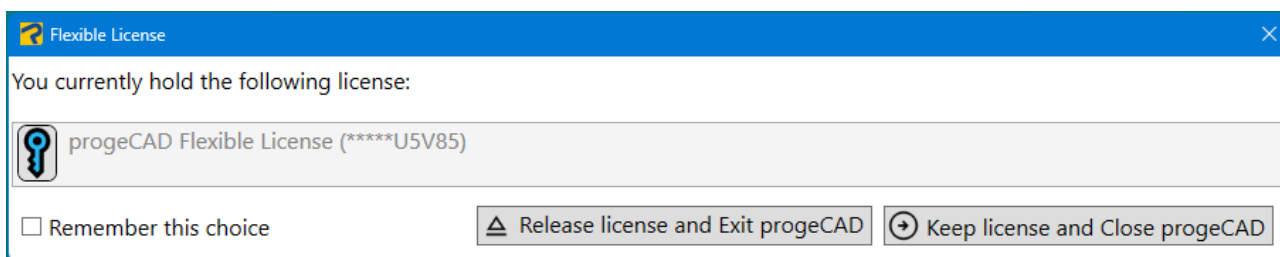 Flexible License
You currently hold the following license:
progeCAD Flexible License (*****U5V85)
Remember this choice
Release license and Exit progeCAD
Keep license and Close progeCAD